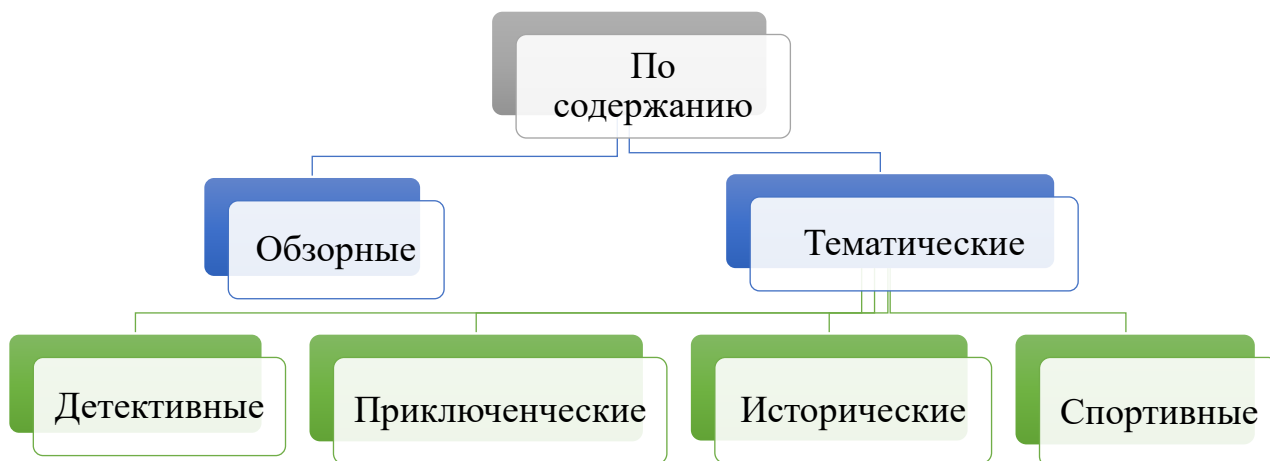 По
содержанию
Обзорные
Тематические
Детективные
Приключенческие
Исторические
Спортивные